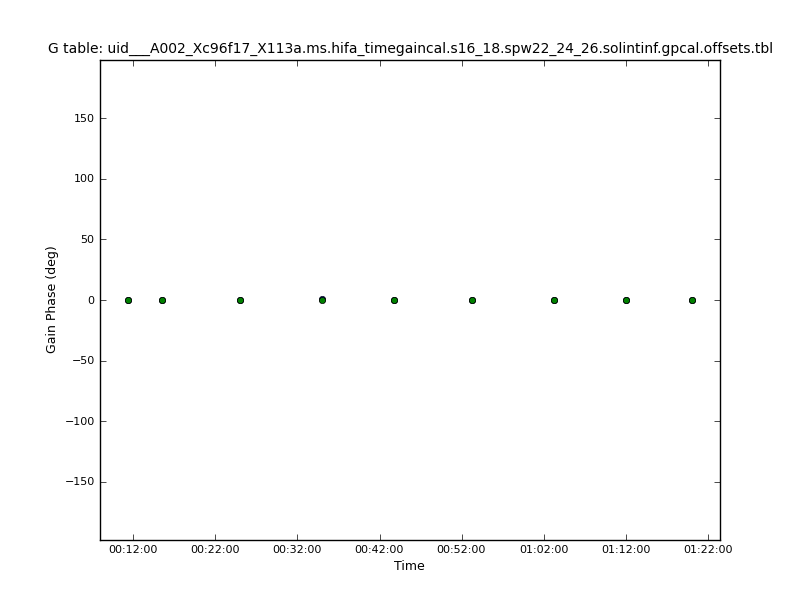 G table: uid___A002_Xc96f17_X113a.ms.hifa_timegaincal.s16_18.spw22_24_26.solintinf.gpcal.offsets.tbl
150
100
50
0
−50
−100
−150
Gain Phase (deg)
00:12:00 00:22:00 00:32:00 00:42:00 00:52:00 01:02:00 01:12:00 01:22:00
Time